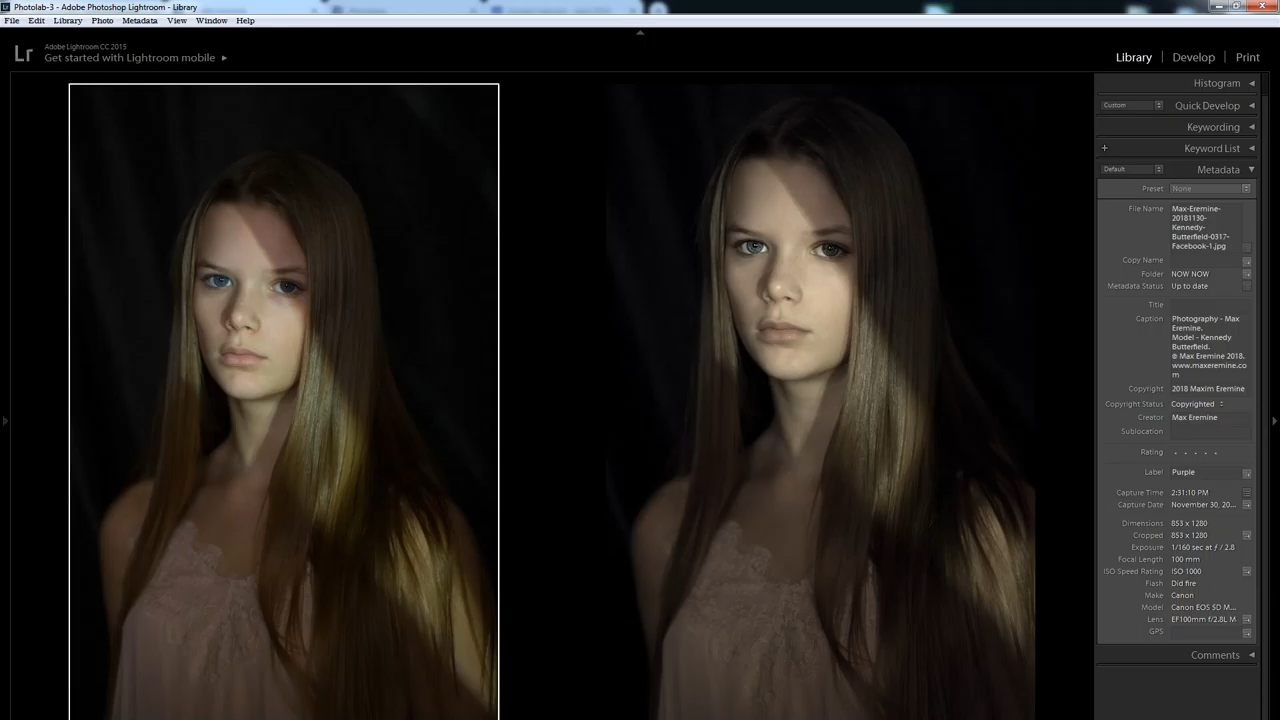 Photolab-3 - Adobe Photoshop Lightroom - Library
File Edit Library Photo Metadata View Window Help
Lr
Adobe Lightroom CC 2015
Get started with Lightroom mobile
Library Develop Print
Histogram
Custom Quick Develop
Keywording
Keyword List
Default Metadata
Preset None
File Name Max-Eremine-
20181130-
Kennedy-
Butterfield-0317-
Facebook-1.jpg
Copy Name
Folder NOW NOW
Metadata Status Up to date
Title
Caption Photography - Max
Eremine.
Model - Kennedy
Butterfield.
© Max Eremine 2018.
www.maxeremine.co
m
Copyright 2018 Maxim Eremine
Copyright Status Copyrighted
Creator Max Eremine
Sublocation
Rating
Label Purple
Capture Time 2:31:10 PM
Capture Date November 30, 20...
Dimensions 853 x 1280
Cropped 853 x 1280
Exposure 1/160 sec at ƒ / 2.8
Focal Length 100 mm
ISO Speed Rating ISO 1000
Flash Did fire
Make Canon
Model Canon EOS 5D M...
Lens EF100mm f/2.8L M
GPS
Comments